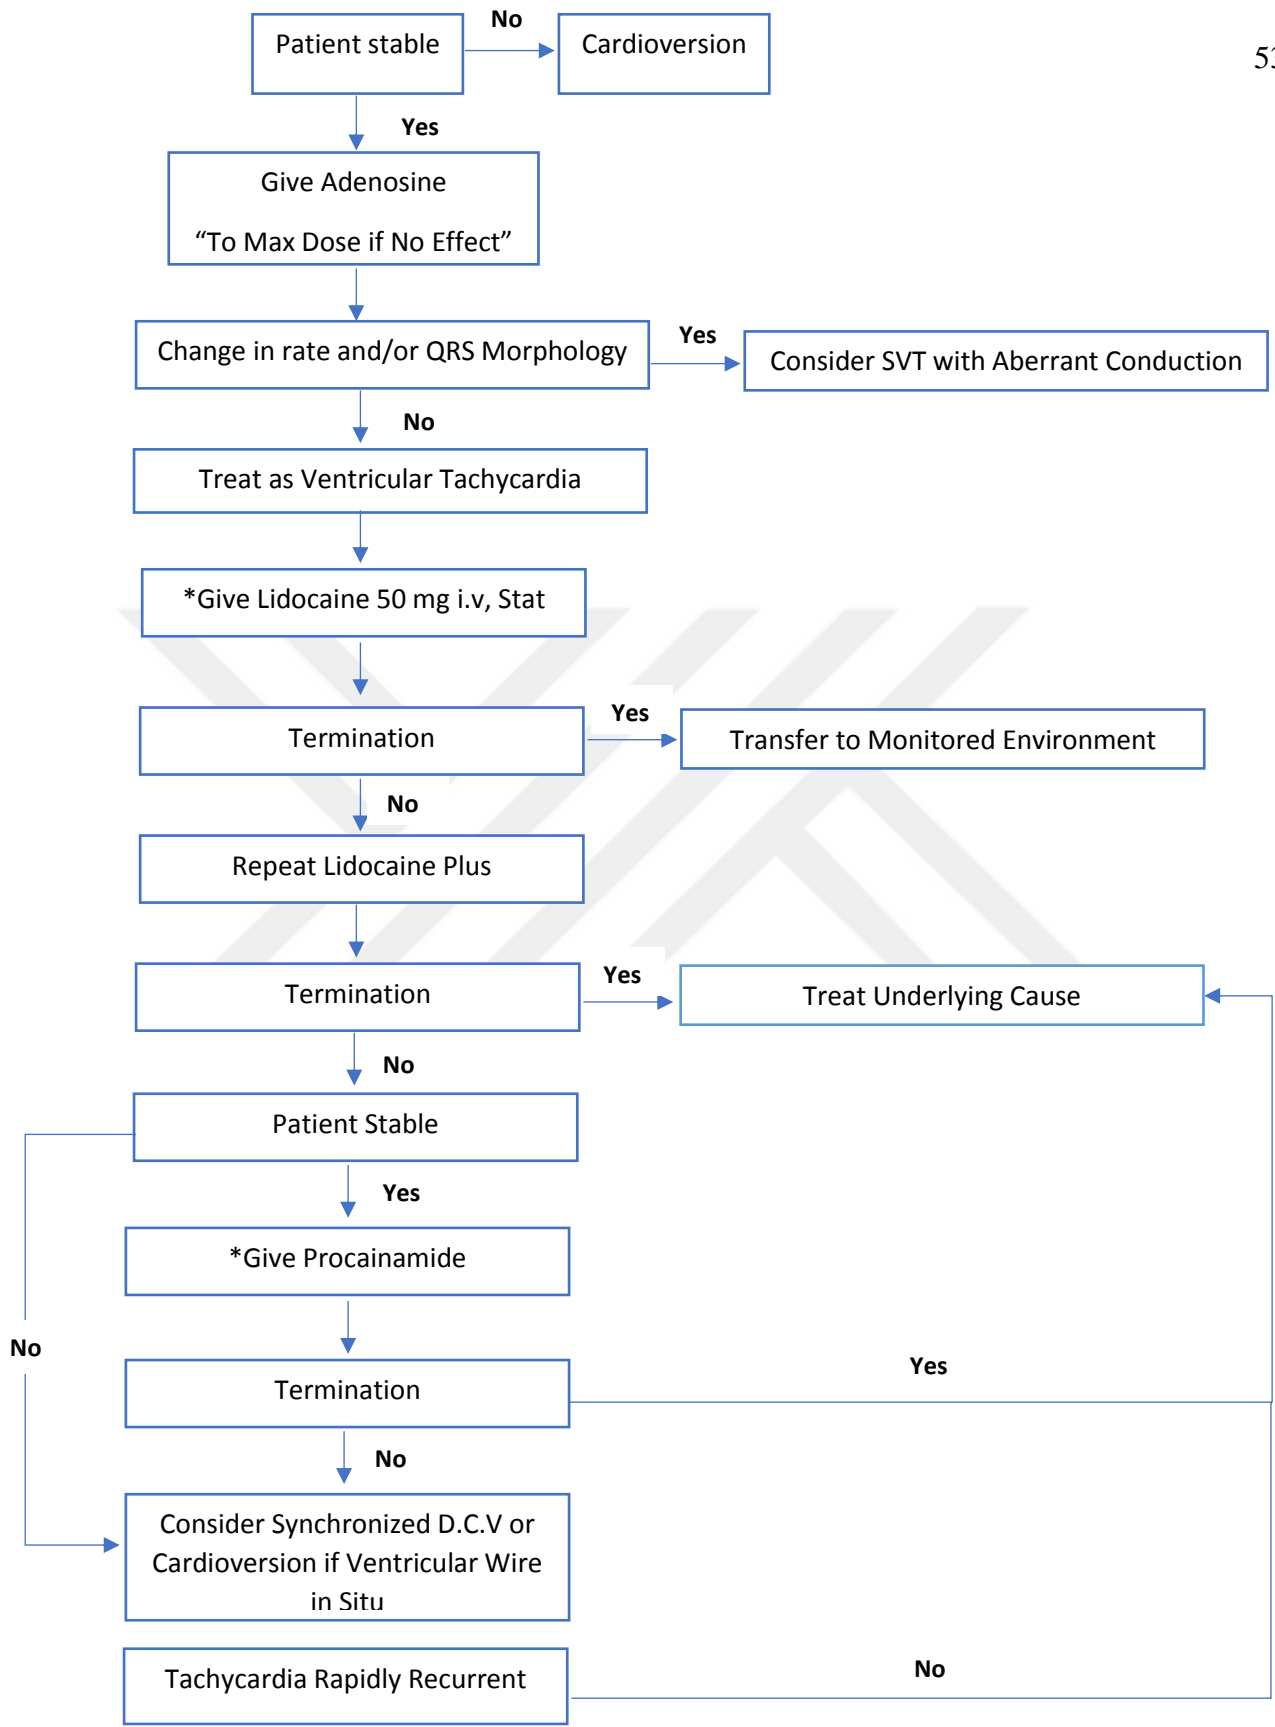 No
Patient stable
Cardioversion
53
Yes
Give Adenosine
“To Max Dose if No Effect”
Change in rate and/or QRS Morphology
Yes
Consider SVT with Aberrant Conduction
No
Treat as Ventricular Tachycardia
*Give Lidocaine 50 mg i.v, Stat
Termination
Yes
Transfer to Monitored Environment
No
Repeat Lidocaine Plus
Termination
Yes
Treat Underlying Cause
No
Patient Stable
Yes
*Give Procainamide
No
Termination
Yes
No
Consider Synchronized D.C.V or
Cardioversion if Ventricular Wire
in Situ
Tachycardia Rapidly Recurrent
No